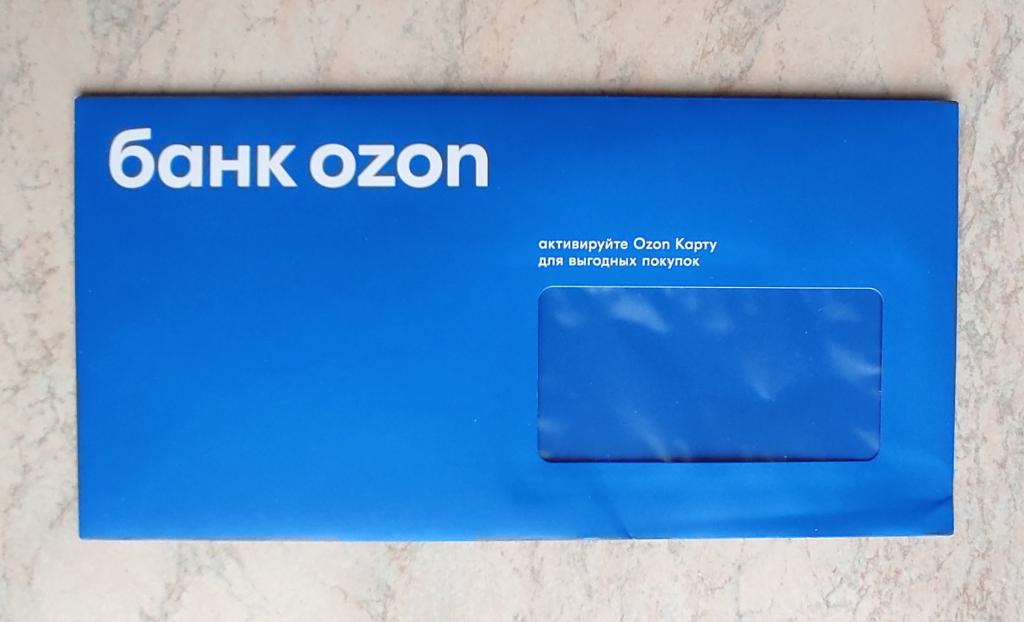 банк ozon
активируйте Ozon Карту
для выгодных покупок